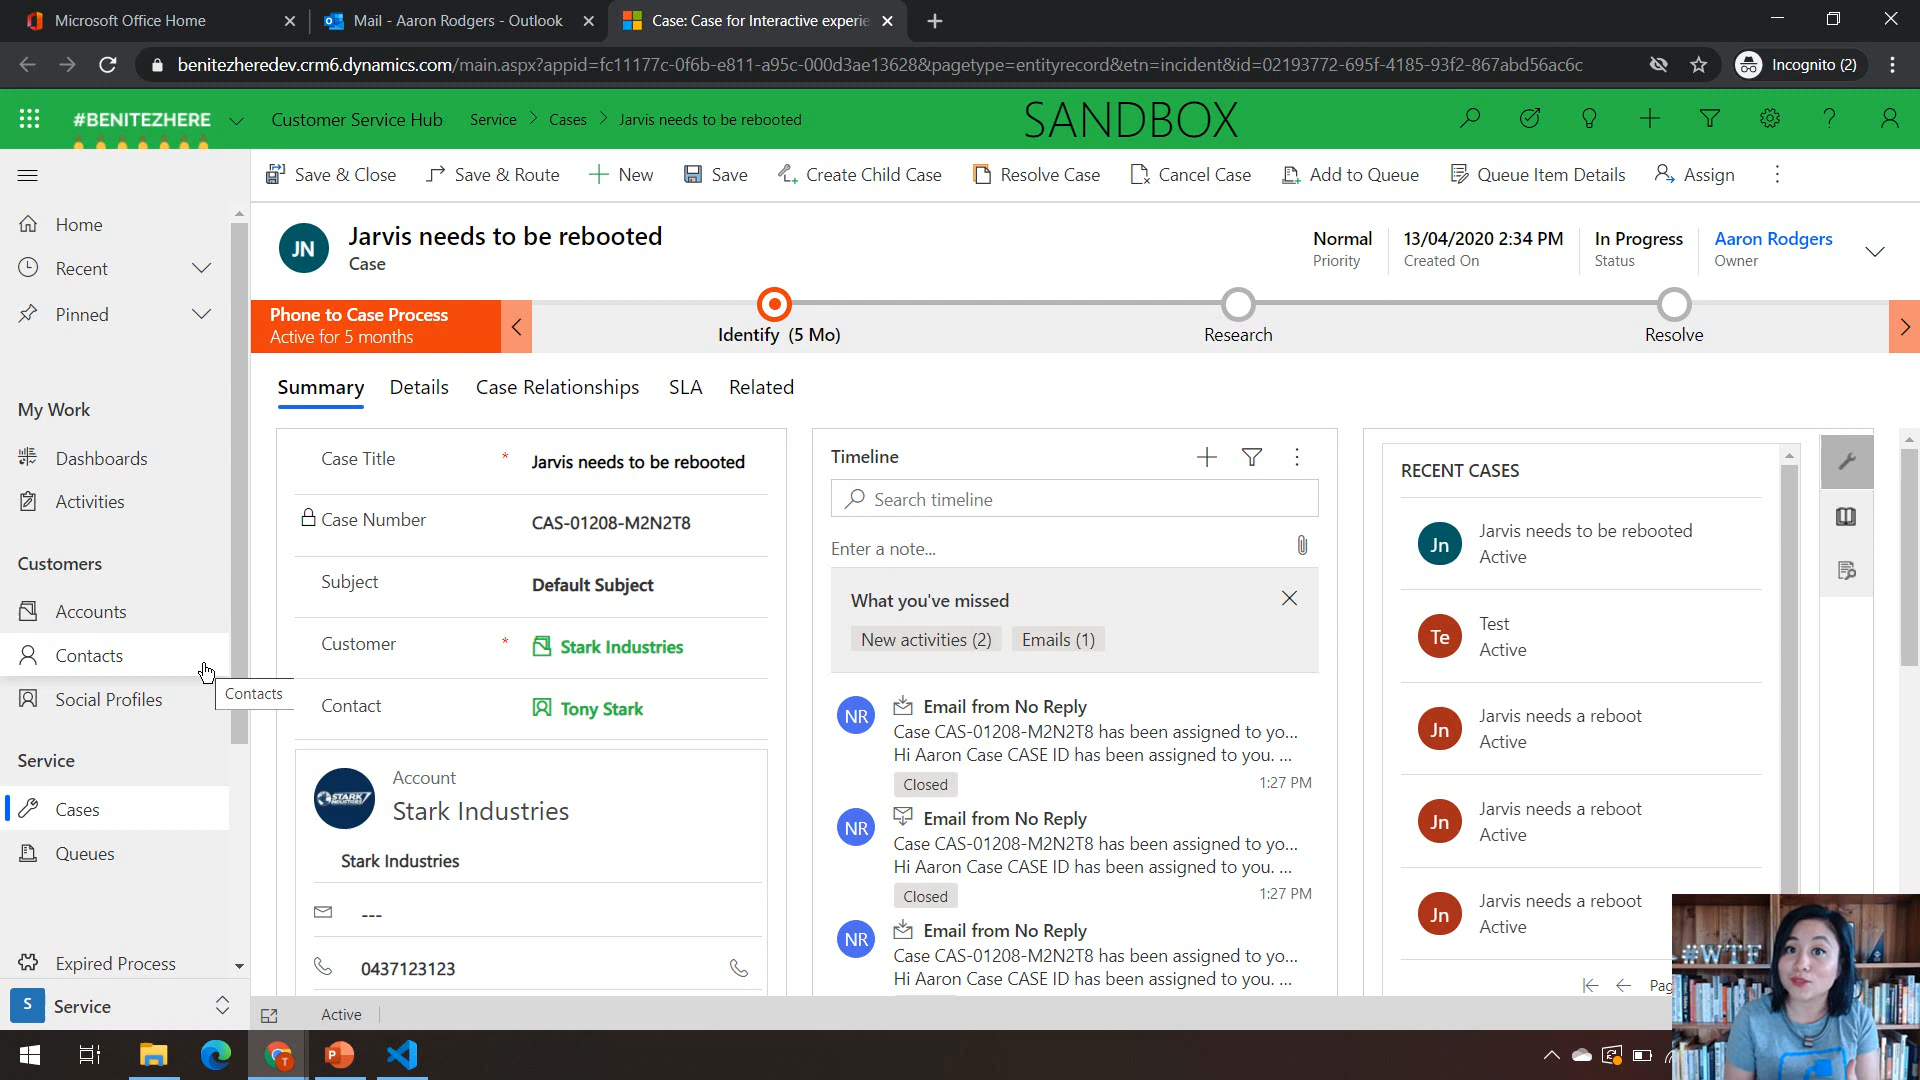 Microsoft Office Home
Mail - Aaron Rodgers - Outlook
Case: Case for Interactive experie
benitezheredev.crm6.dynamics.com/main.aspx?appid=fc11177c-0f6b-e811-a95c-000d3ae13628&pagetype=entityrecord&etn=incident&id=02193772-695f-4185-93f2-867abd56ac6c
Incognito (2)
#BENITEZHERE
Customer Service Hub
Service > Cases > Jarvis needs to be rebooted
SANDBOX
Save & Close
Save & Route
New
Save
Create Child Case
Resolve Case
Cancel Case
Add to Queue
Queue Item Details
Assign
Home
Recent
Pinned
My Work
Dashboards
Activities
Customers
Accounts
Contacts
Contacts
Social Profiles
Service
Cases
Queues
Expired Process
S Service
JN
Jarvis needs to be rebooted
Case
Normal
Priority
13/04/2020 2:34 PM
Created On
In Progress
Status
Aaron Rodgers
Owner
Phone to Case Process
Active for 5 months
Identify (5 Mo)
Research
Resolve
Summary
Details
Case Relationships
SLA
Related
Case Title * Jarvis needs to be rebooted
Case Number CAS-01208-M2N2T8
Subject Default Subject
Customer * Stark Industries
Contact Tony Stark
STARK
Account
Stark Industries
Stark Industries
---
0437123123
Timeline
Search timeline
Enter a note...
What you've missed
New activities (2)
Emails (1)
NR
Email from No Reply
Case CAS-01208-M2N2T8 has been assigned to yo...
Hi Aaron Case CASE ID has been assigned to you. ...
Closed
1:27 PM
NR
Email from No Reply
Case CAS-01208-M2N2T8 has been assigned to yo...
Hi Aaron Case CASE ID has been assigned to you. ...
Closed
1:27 PM
NR
Email from No Reply
Case CAS-01208-M2N2T8 has been assigned to yo...
Hi Aaron Case CASE ID has been assigned to you. ...
RECENT CASES
Jn
Jarvis needs to be rebooted
Active
Te
Test
Active
Jn
Jarvis needs a reboot
Active
Jn
Jarvis needs a reboot
Active
Jn
Jarvis needs a reboot
Active
Pag
Active
#WTF